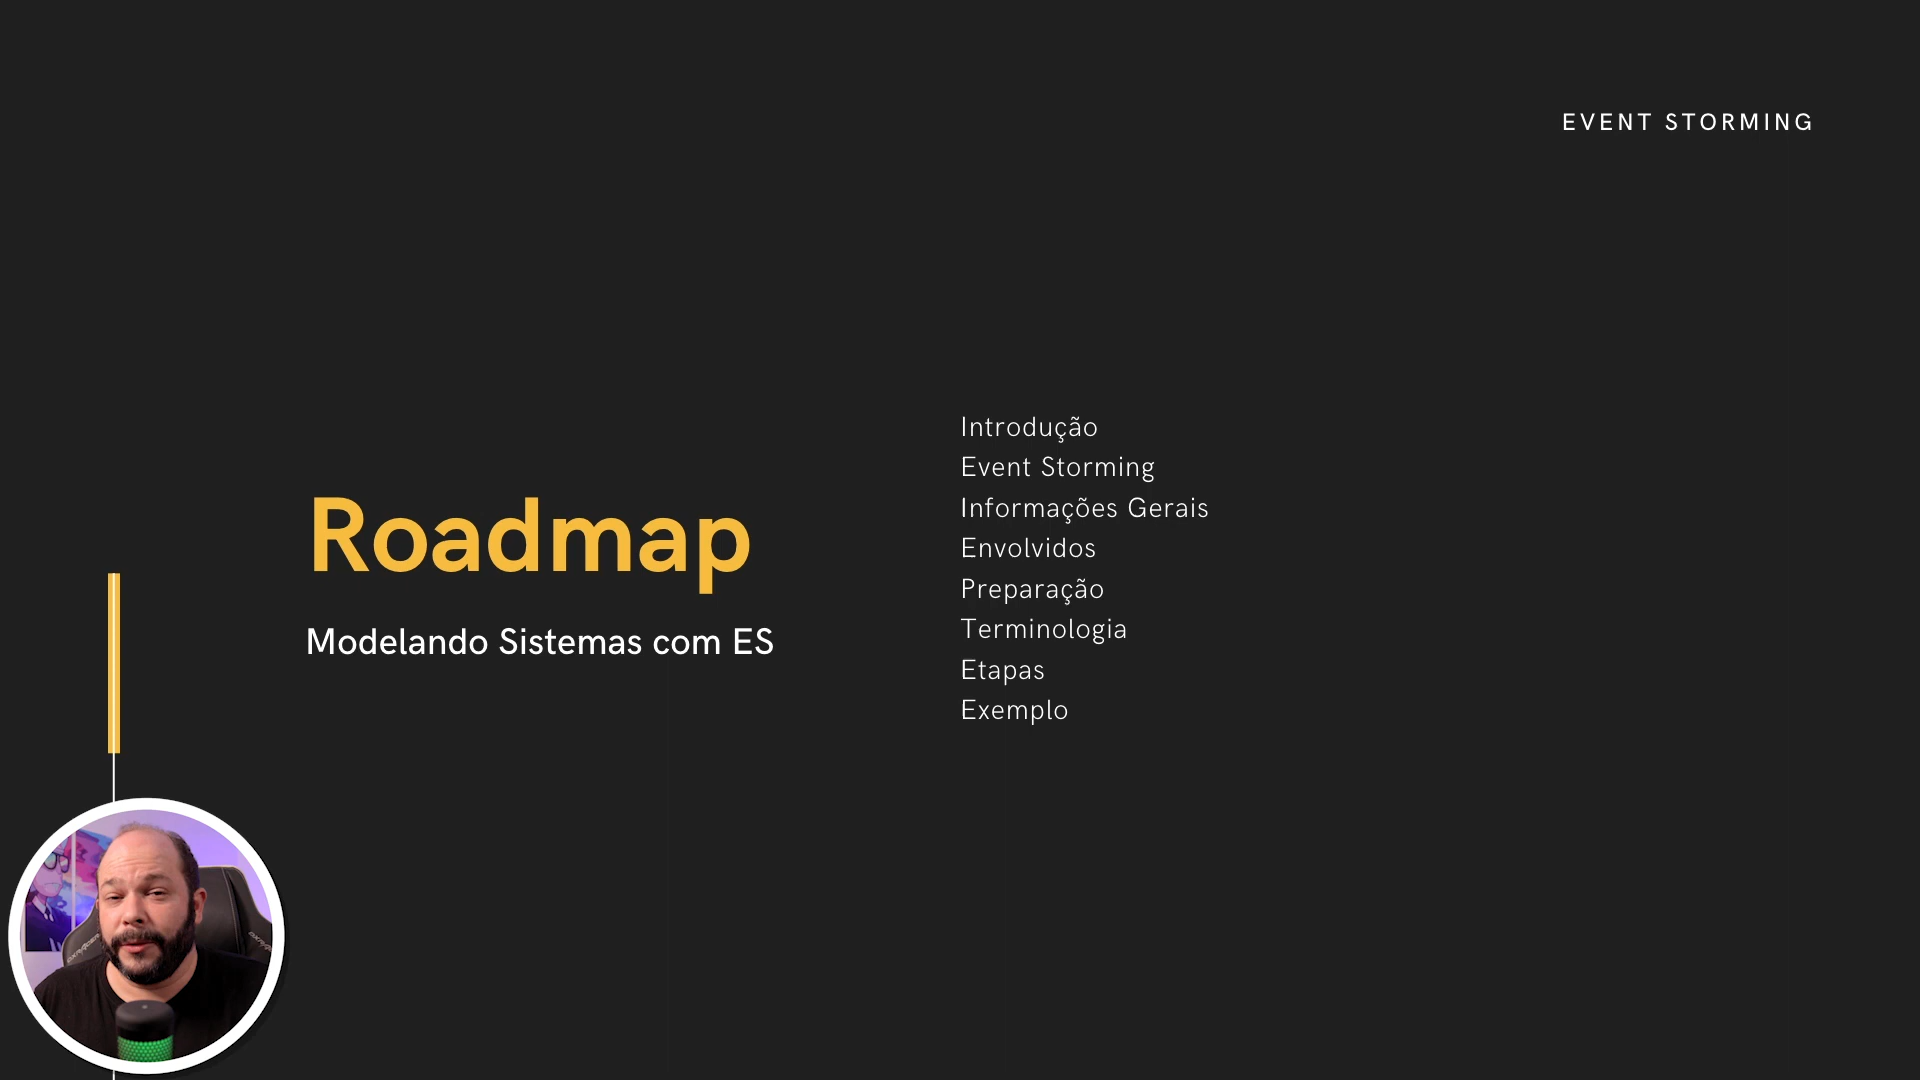 EVENT STORMING
Roadmap
Modelando Sistemas com ES
Introdução
Event Storming
Informações Gerais
Envolvidos
Preparação
Terminologia
Etapas
Exemplo